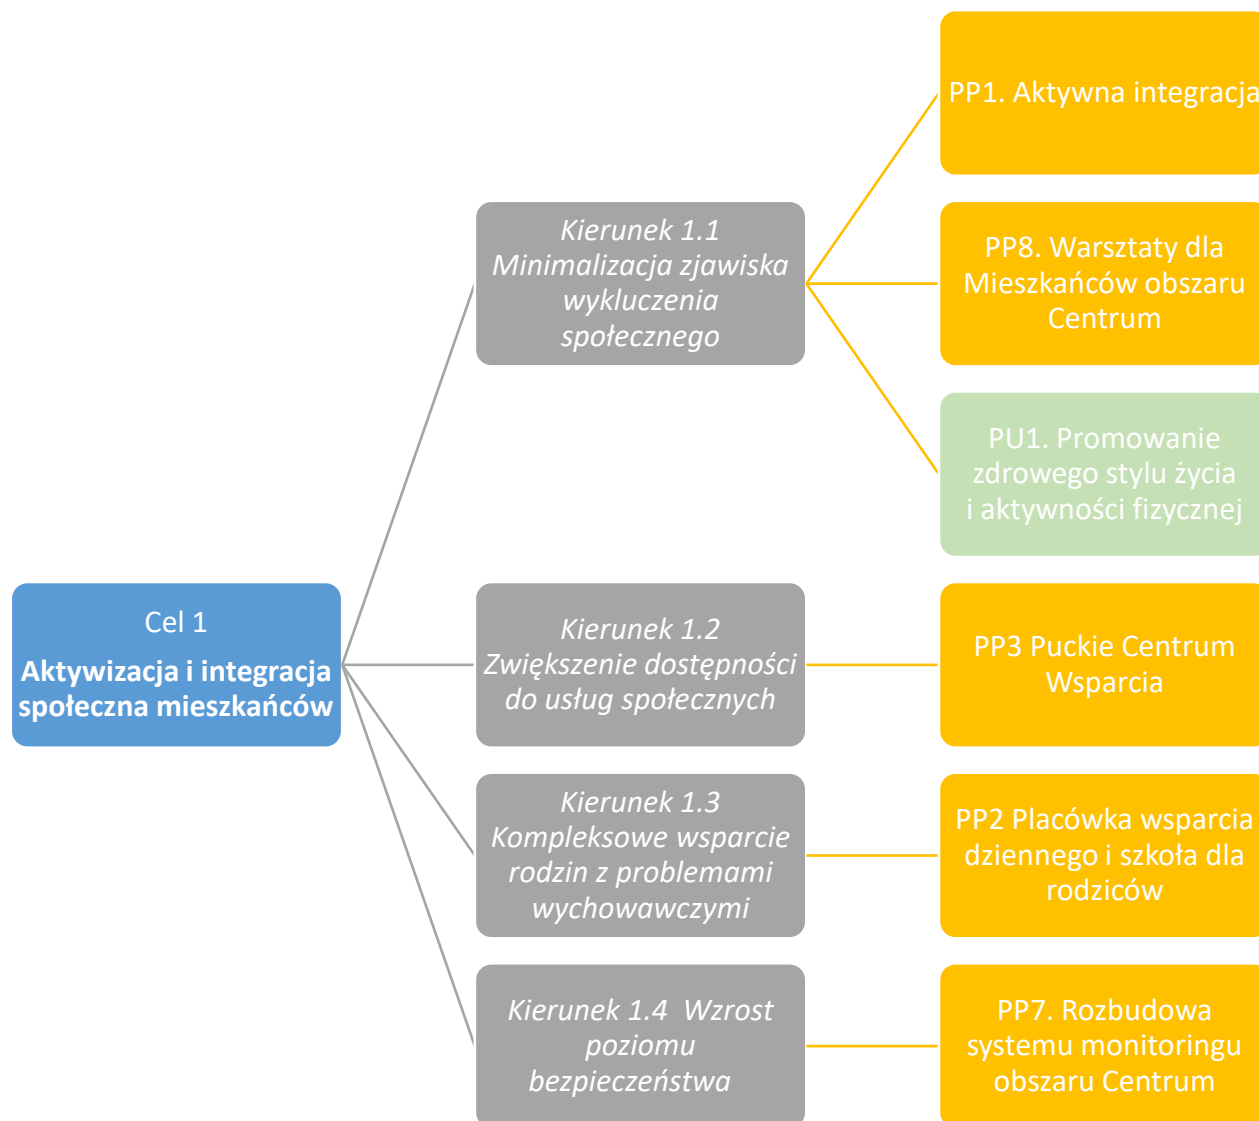 PP1. Aktywna integracja
Kierunek 1.1
Minimalizacja zjawiska
wykluczenia
społecznego
PP8. Warsztaty dla
Mieszkańców obszaru
Centrum
PU1. Promowanie
zdrowego stylu życia
i aktywności fizycznej
Cel 1
Aktywizacja i integracja
społeczna mieszkańców
Kierunek 1.2
Zwiększenie dostępności
do usług społecznych
PP3 Puckie Centrum
Wsparcia
Kierunek 1.3
Kompleksowe wsparcie
rodzin z problemami
wychowawczymi
PP2 Placówka wsparcia
dziennego i szkoła dla
rodziców
Kierunek 1.4  Wzrost
poziomu
bezpieczeństwa
PP7. Rozbudowa
systemu monitoringu
obszaru Centrum